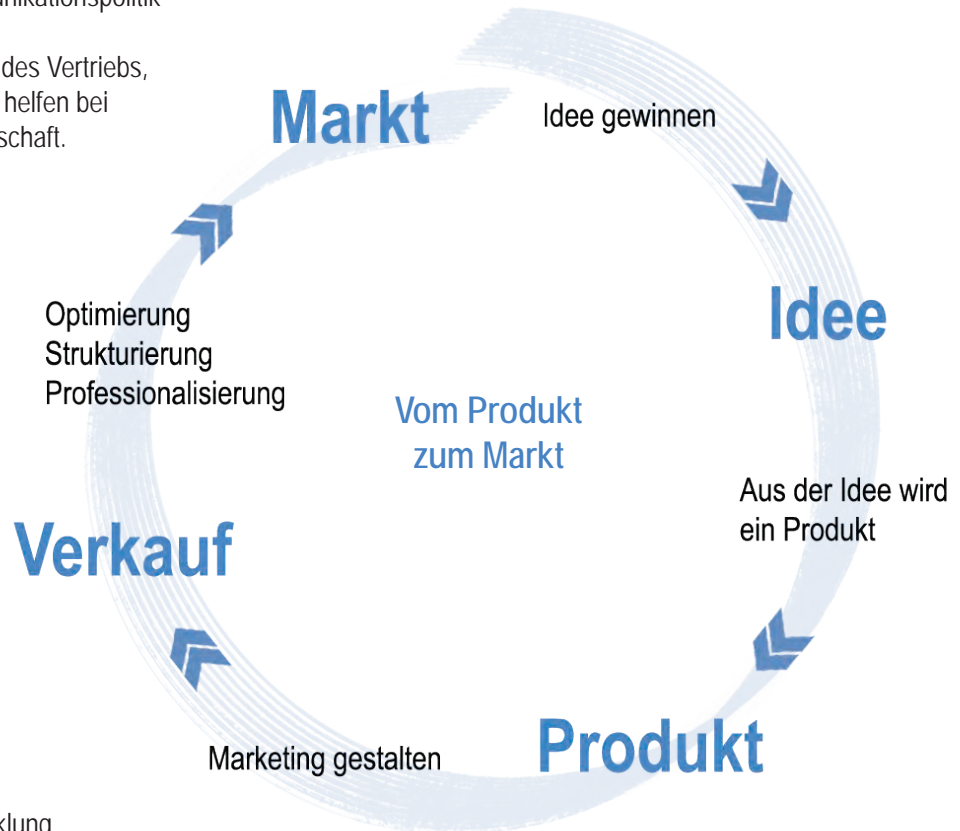 des Vertriebs,
helfen bei
Markt
Idee gewinnen
Idee
Optimierung
Strukturierung
Professionalisierung
Vom Produkt
zum Markt
Aus der Idee wird
ein Produkt
Verkauf
Produkt
Marketing gestalten